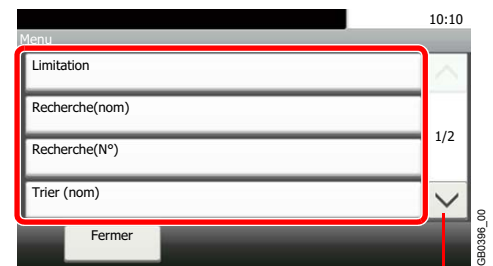 10:10
Menu
Limitation
Recherche(nom)
Recherche(N°)
1/2
Trier (nom)
Fermer
GB0396_00